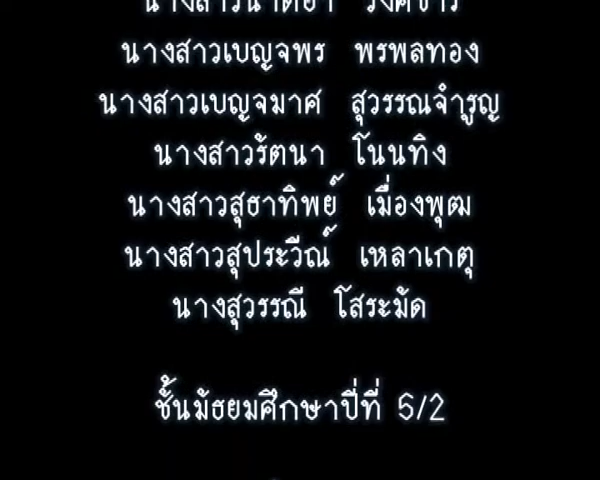 นางสาวเบญจพร พรพลทอง
นางสาวเบญจมาศ สุวรรณจำรูญ
นางสาวรัตนา โนนทิง
นางสาวสุธาทิพย์ เมื่องพุฒ
นางสาวสุประวีณ์ เหลาเกตุ
นางสุวรรณี โสระมัด
ชั้นมัธยมศึกษาปีที่ 5/2